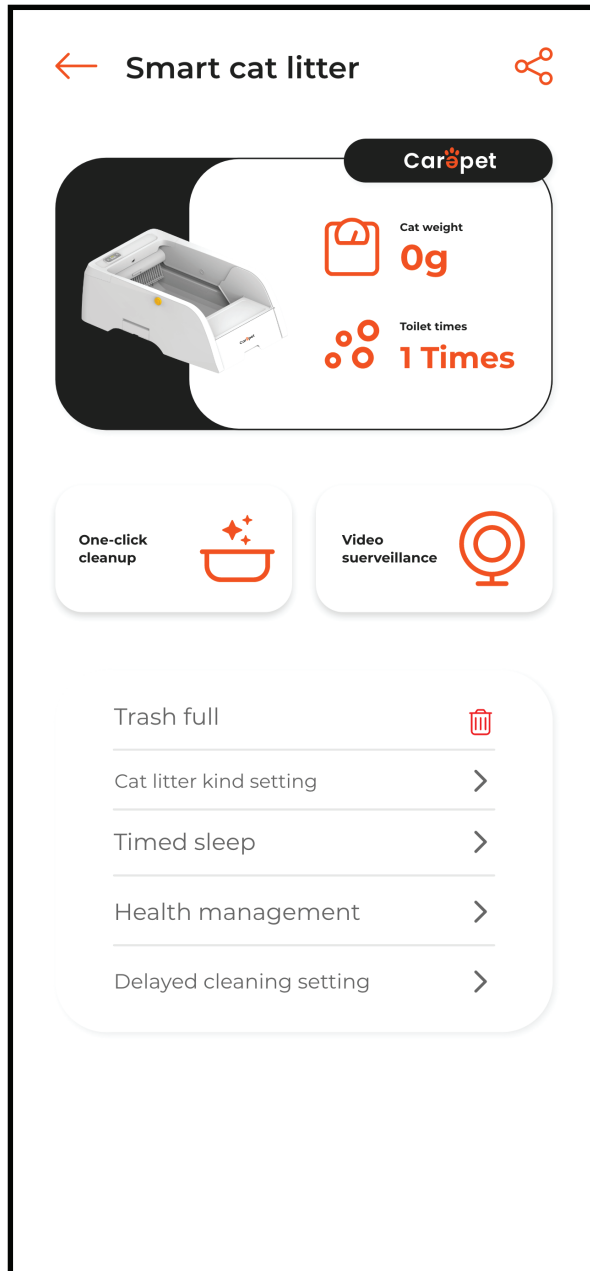 Smart cat litter
Carepet
Cat weight
0g
Toilet times
1 Times
carepet
One-click
cleanup
Video
suerveillance
Trash full
Cat litter kind setting
Timed sleep
Health management
Delayed cleaning setting